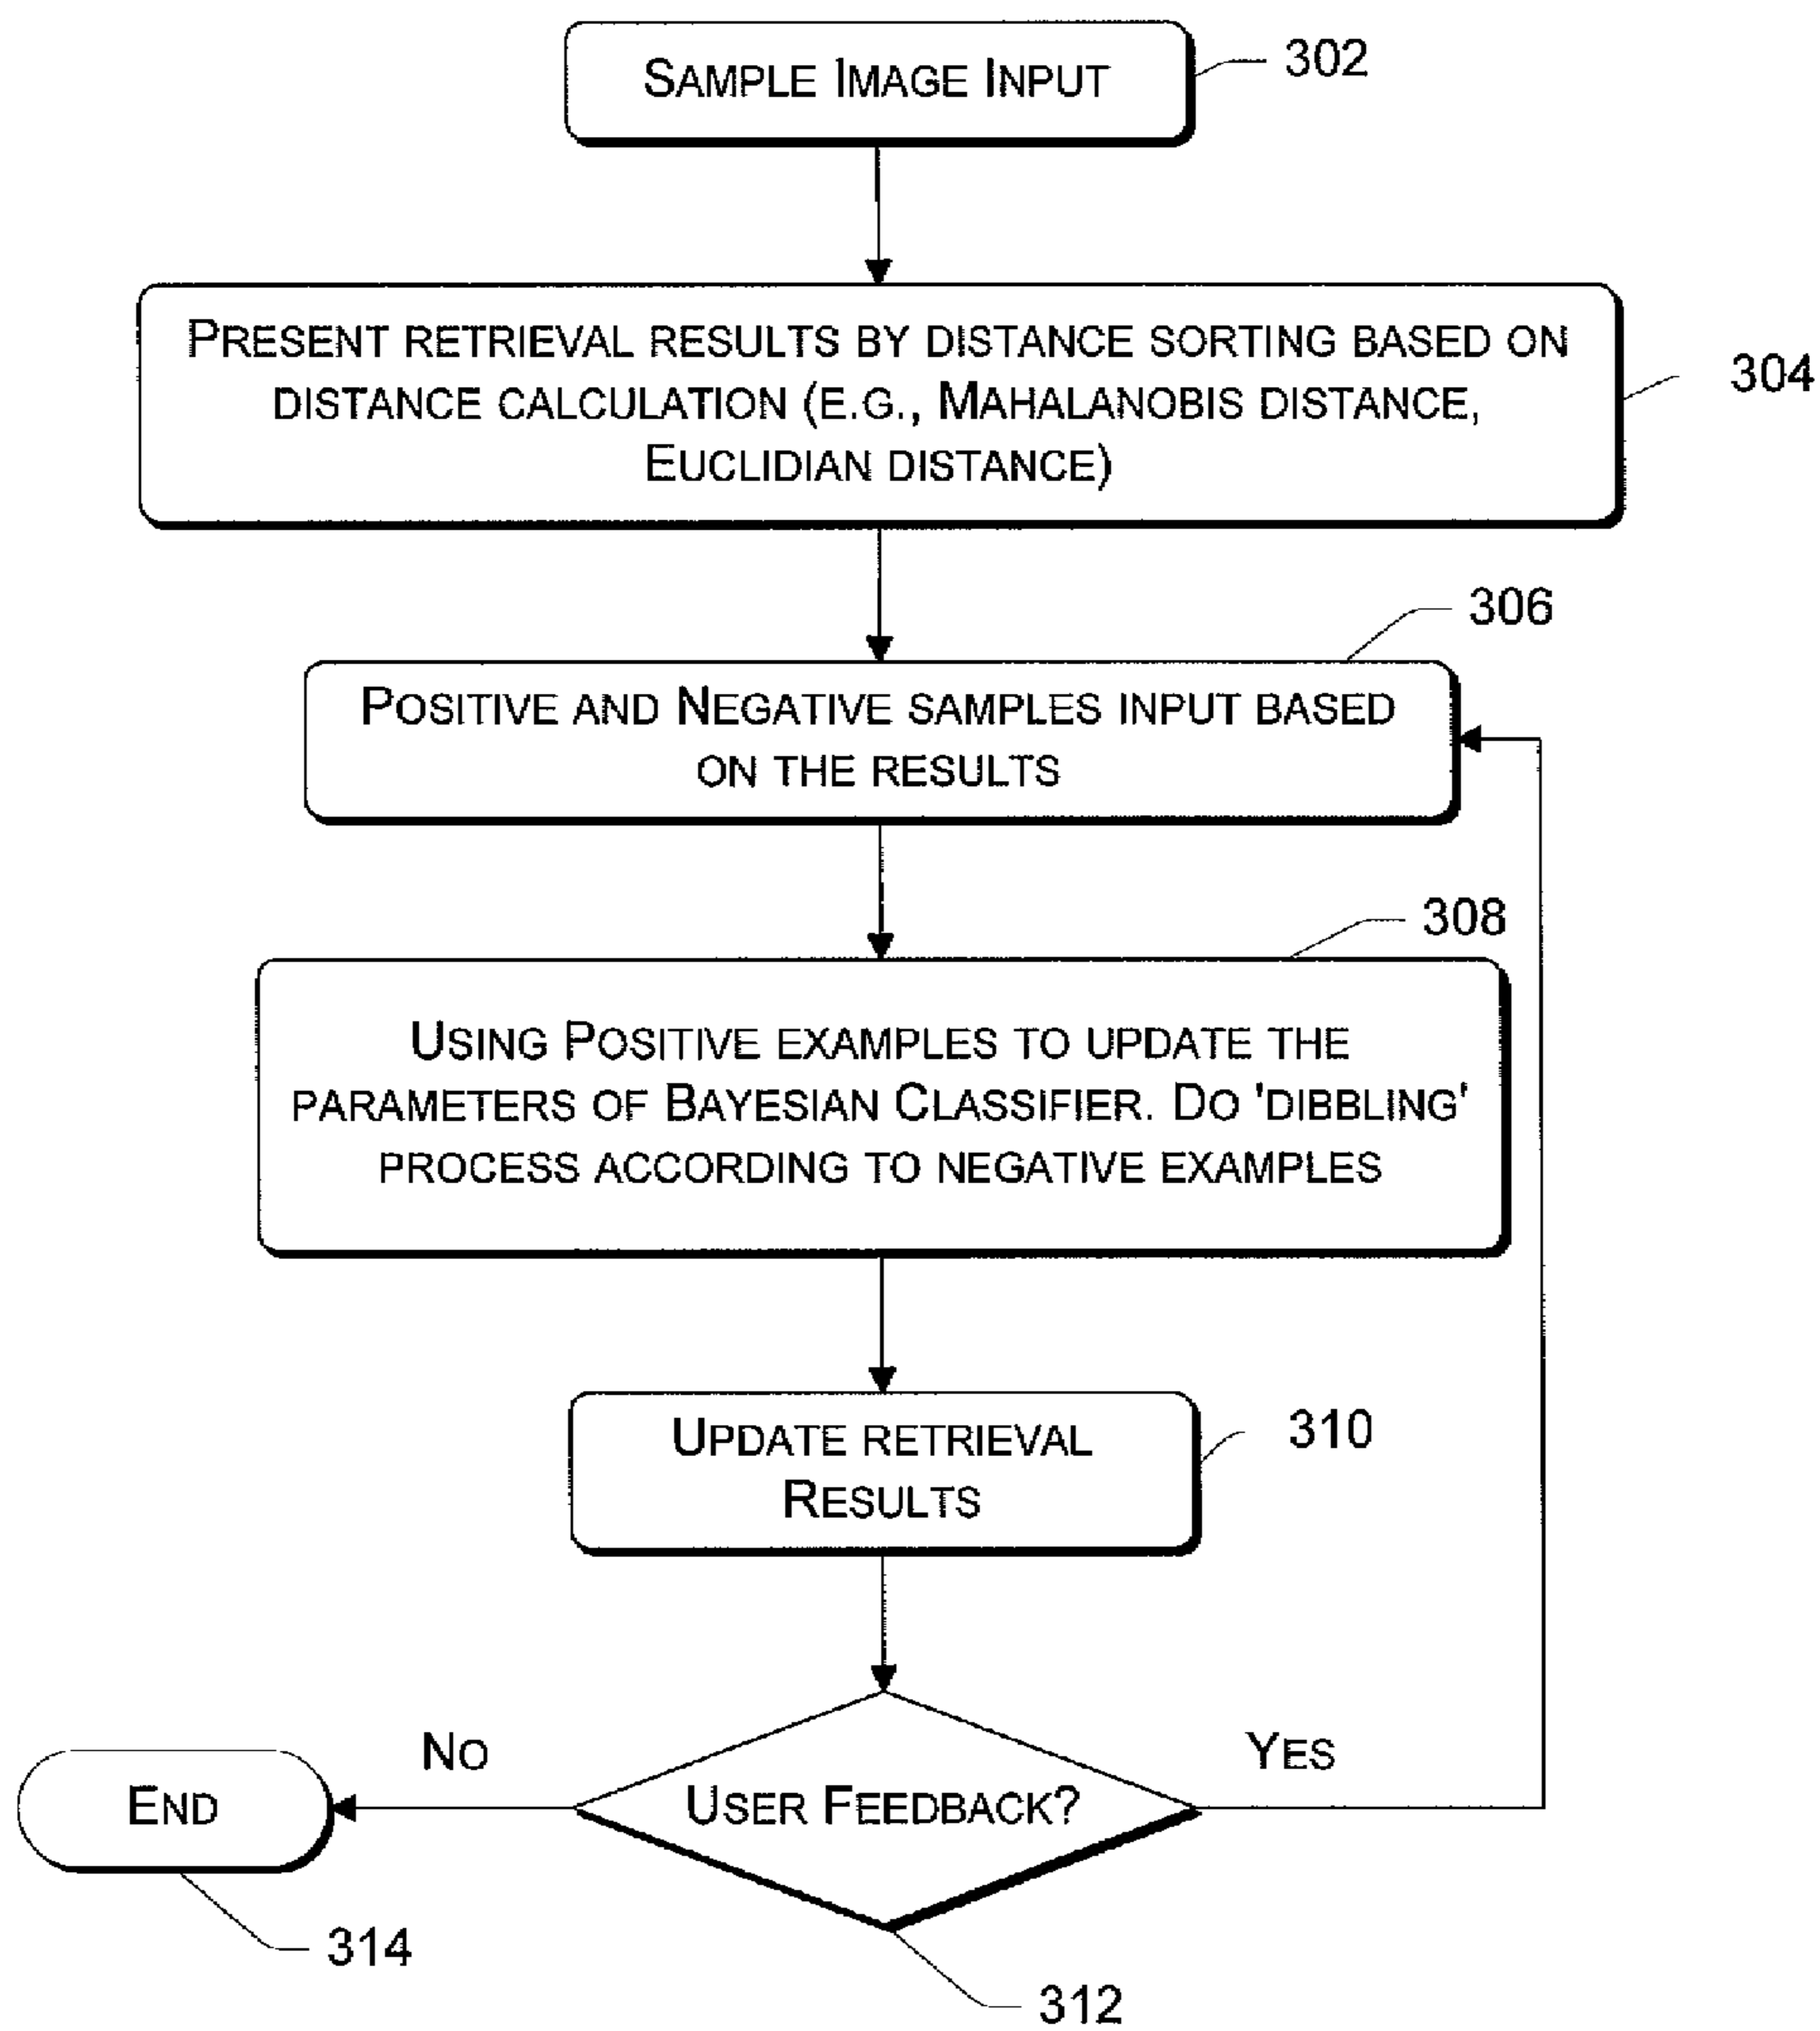 SAMPLE IMAGE INPUT
302
PRESENT RETRIEVAL RESULTS BY DISTANCE SORTING BASED ON
DISTANCE CALCULATION (E.G., MAHALANOBIS DISTANCE,
EUCLIDIAN DISTANCE)
304
306
POSITIVE AND NEGATIVE SAMPLES INPUT BASED
ON THE RESULTS
308
USING POSITIVE EXAMPLES TO UPDATE THE
PARAMETERS OF BAYESIAN CLASSIFIER. DO 'DIBBLING'
PROCESS ACCORDING TO NEGATIVE EXAMPLES
UPDATE RETRIEVAL
RESULTS
310
NO
YES
END
USER FEEDBACK?
314
312